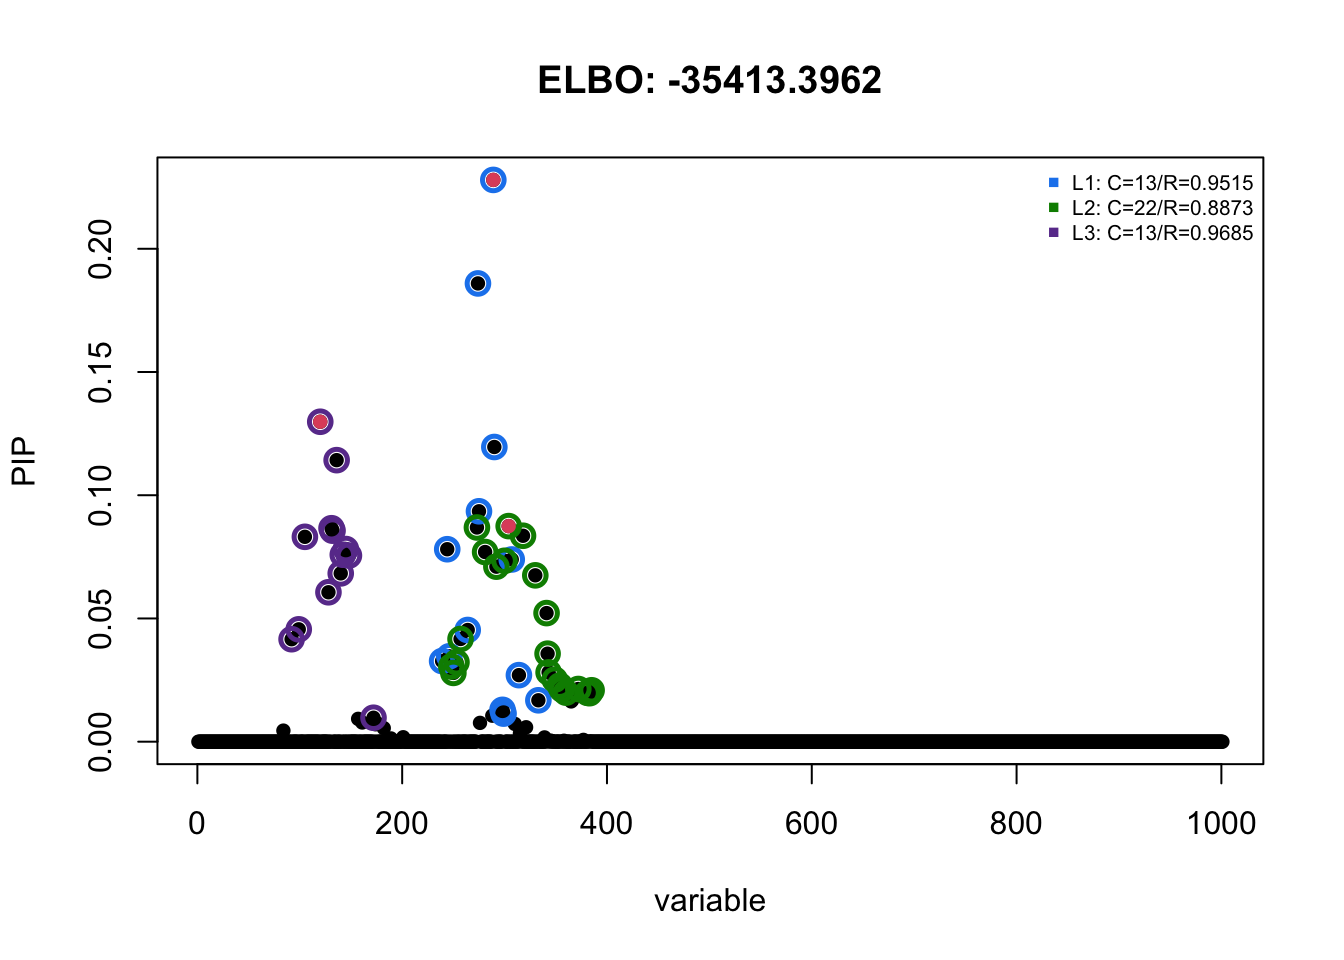 ELBO: -35413.3962
L1: C=13/R=0.9515
L2: C=22/R=0.8873
L3: C=13/R=0.9685
PIP
0.20
0.15
0.10
0.05
0.00
0 200 400 600 800 1000
variable